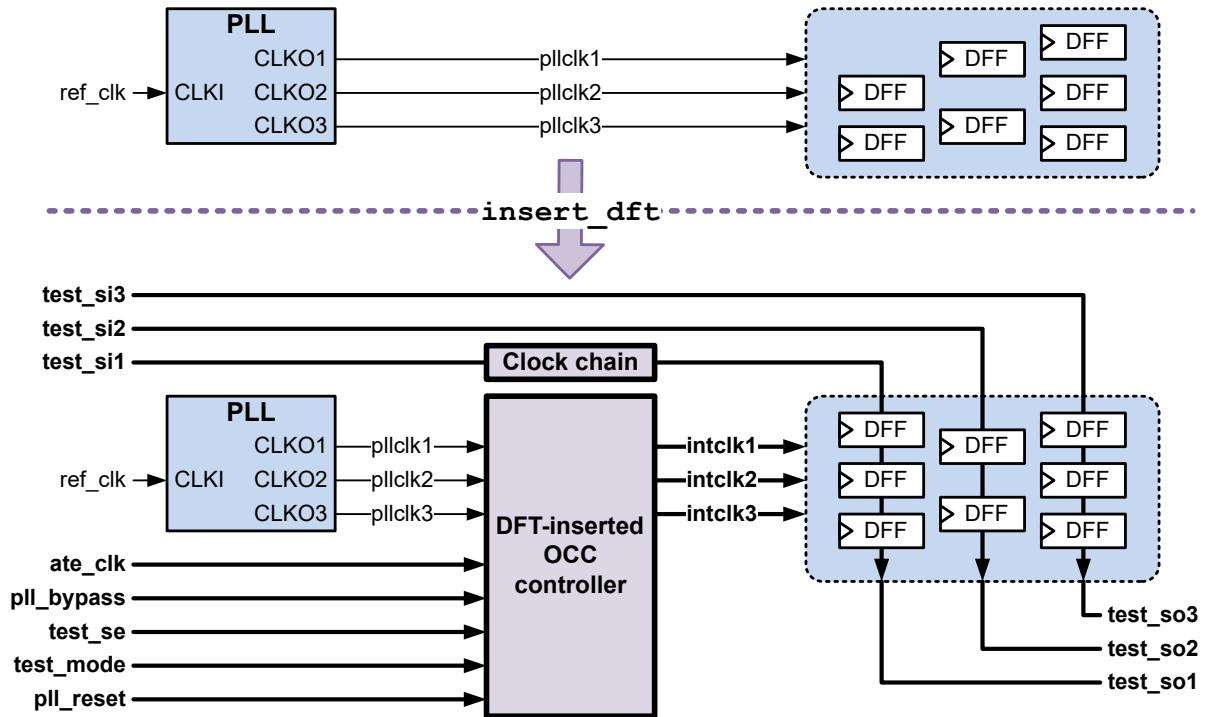 PLL
CLKO1
pllclk1
DFF
DFF
ref_clk
CLKI
CLKO2
pllclk2
DFF
DFF
CLKO3
pllclk3
DFF
DFF
DFF
insert_dft
test_si3
test_si2
test_si1
Clock chain
PLL
CLKO1
pllclk1
intclk1
DFF
DFF
DFF
ref_clk
CLKI
CLKO2
pllclk2
intclk2
DFF
DFF
CLKO3
pllclk3
intclk3
DFF
DFF
DFF
DFT-inserted
OCC
controller
ate_clk
pll_bypass
test_se
test_mode
pll_reset
test_so3
test_so2
test_so1